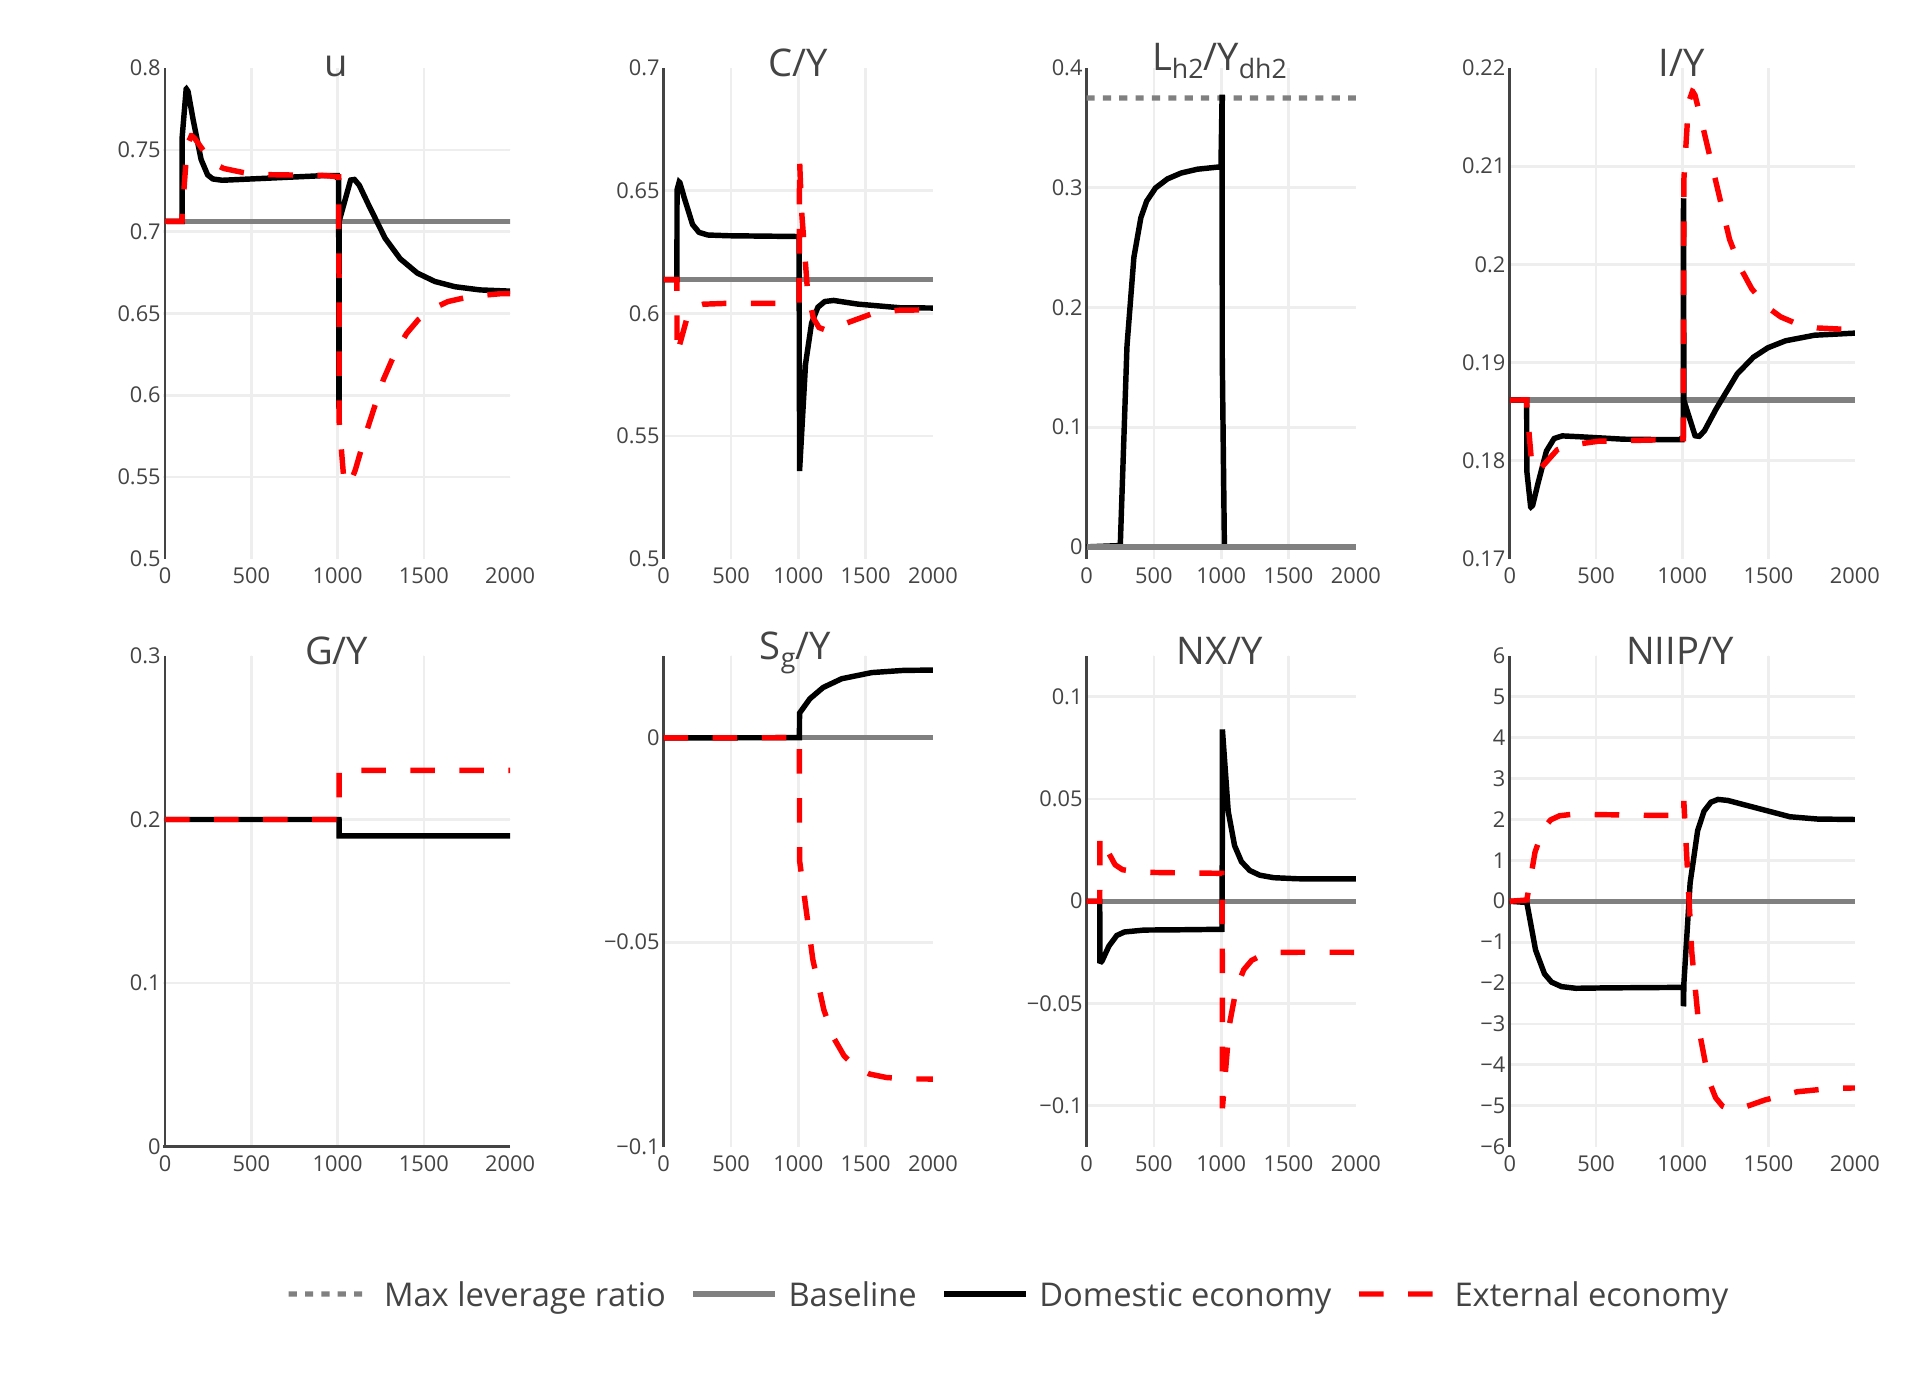 u
0.8
0.75
0.7
0.65
0.6
0.55
0.5
0 500 1000 1500 2000
C/Y
0.7
0.65
0.6
0.55
0.5
0 500 1000 1500 2000
Lh2/Ydh2
0.4
0.3
0.2
0.1
0
0 500 1000 1500 2000
I/Y
0.22
0.21
0.2
0.19
0.18
0.17
0 500 1000 1500 2000
G/Y
0.3
0.2
0.1
0
0 500 1000 1500 2000
Sg/Y
0
−0.05
−0.1
0 500 1000 1500 2000
NX/Y
0.1
0.05
0
−0.05
−0.1
0 500 1000 1500 2000
NIIP/Y
6
5
4
3
2
1
0
−1
−2
−3
−4
−5
−6
0 500 1000 1500 2000
Max leverage ratio Baseline Domestic economy External economy